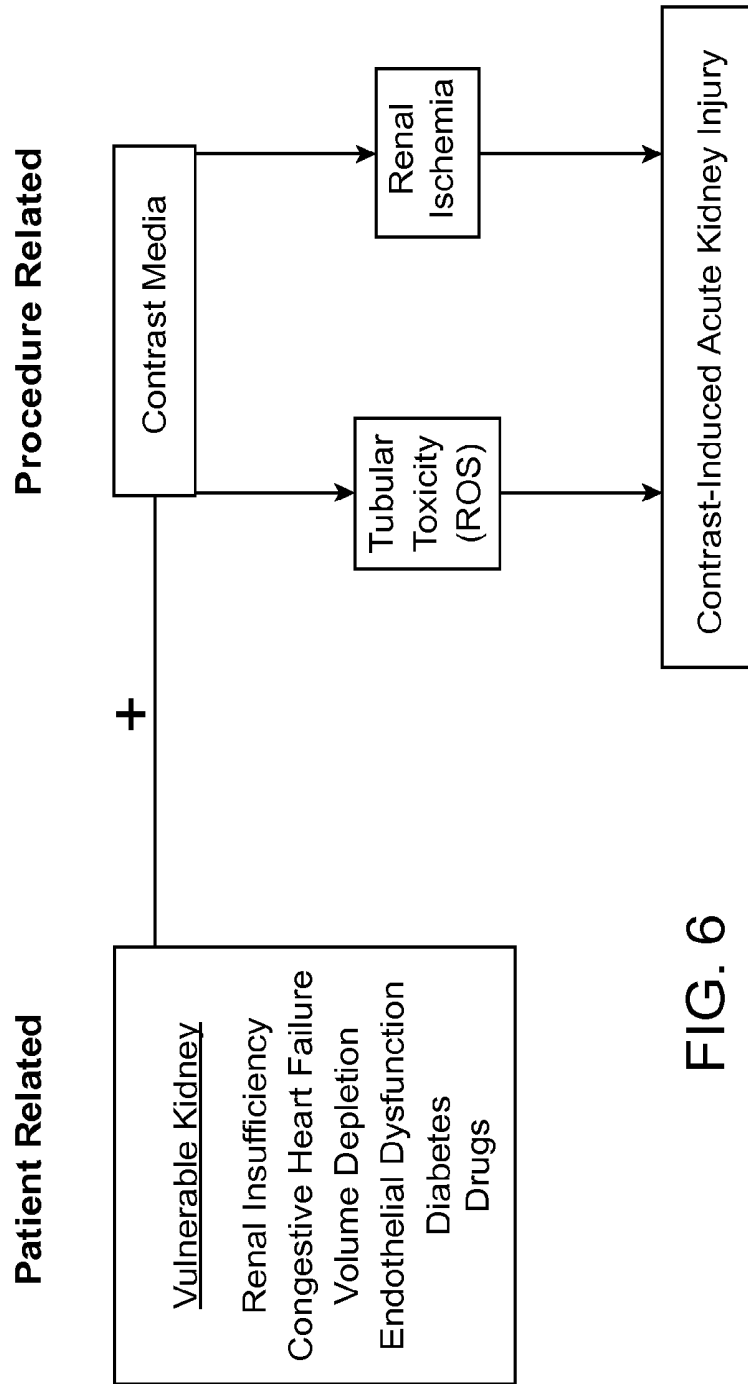 Patient Related
Vulnerable Kidney
Renal Insufficiency
Congestive Heart Failure
Volume Depletion
Endothelial Dysfunction
Diabetes
Drugs
+
Procedure Related
Contrast Media
Tubular
Toxicity
(ROS)
Renal
Ischemia
Contrast-Induced Acute Kidney Injury
FIG. 6